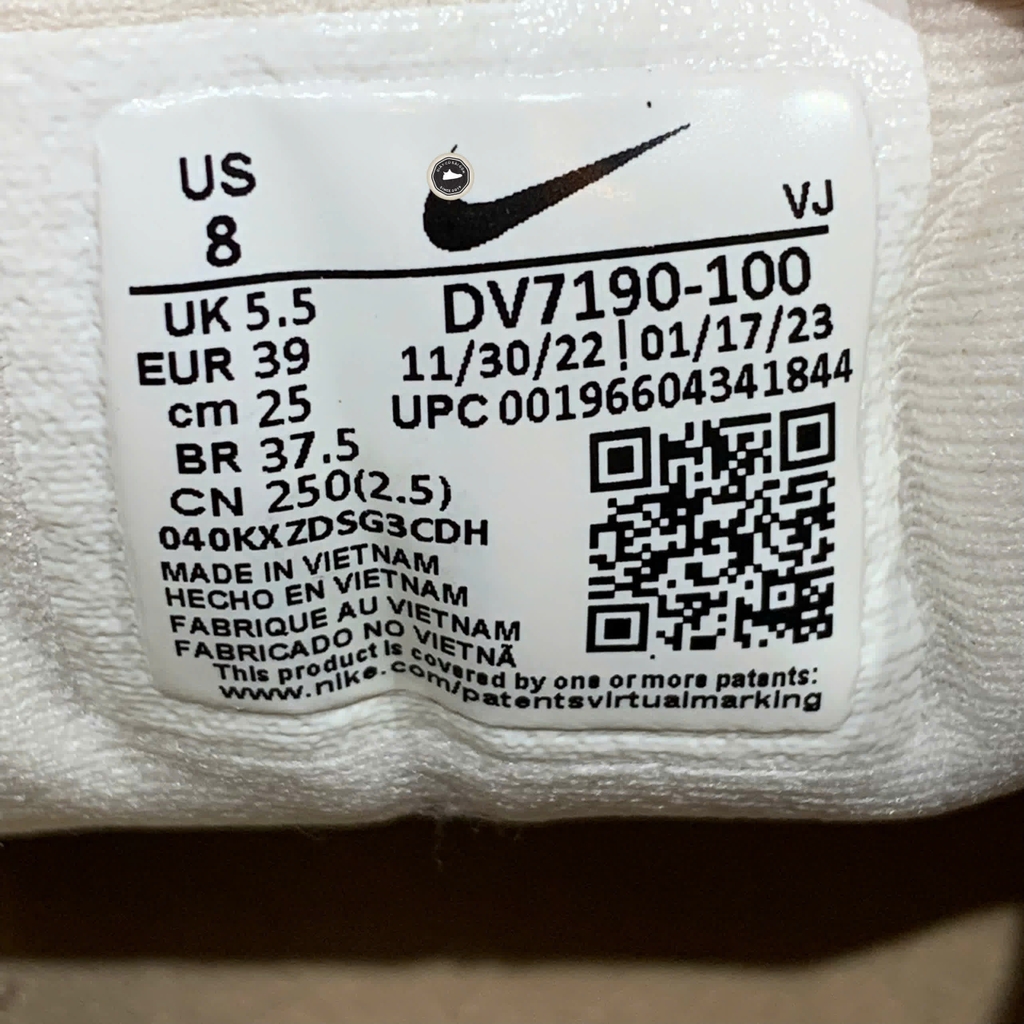 US
8
VJ
UK 5.5
EUR 39
cm 25
BR 37.5
CN 250(2.5)
DV7190-100
11/30/22 | 01/17/23
UPC 00196604341844
040KXZDSG3CDH
MADE IN VIETNAM
HECHO EN VIETNAM
FABRIQUE AU VIETNAM
FABRICADO NO VIETNÃ
This product is covered by one or more patents:
www.nike.com/patentsvirtualmarking